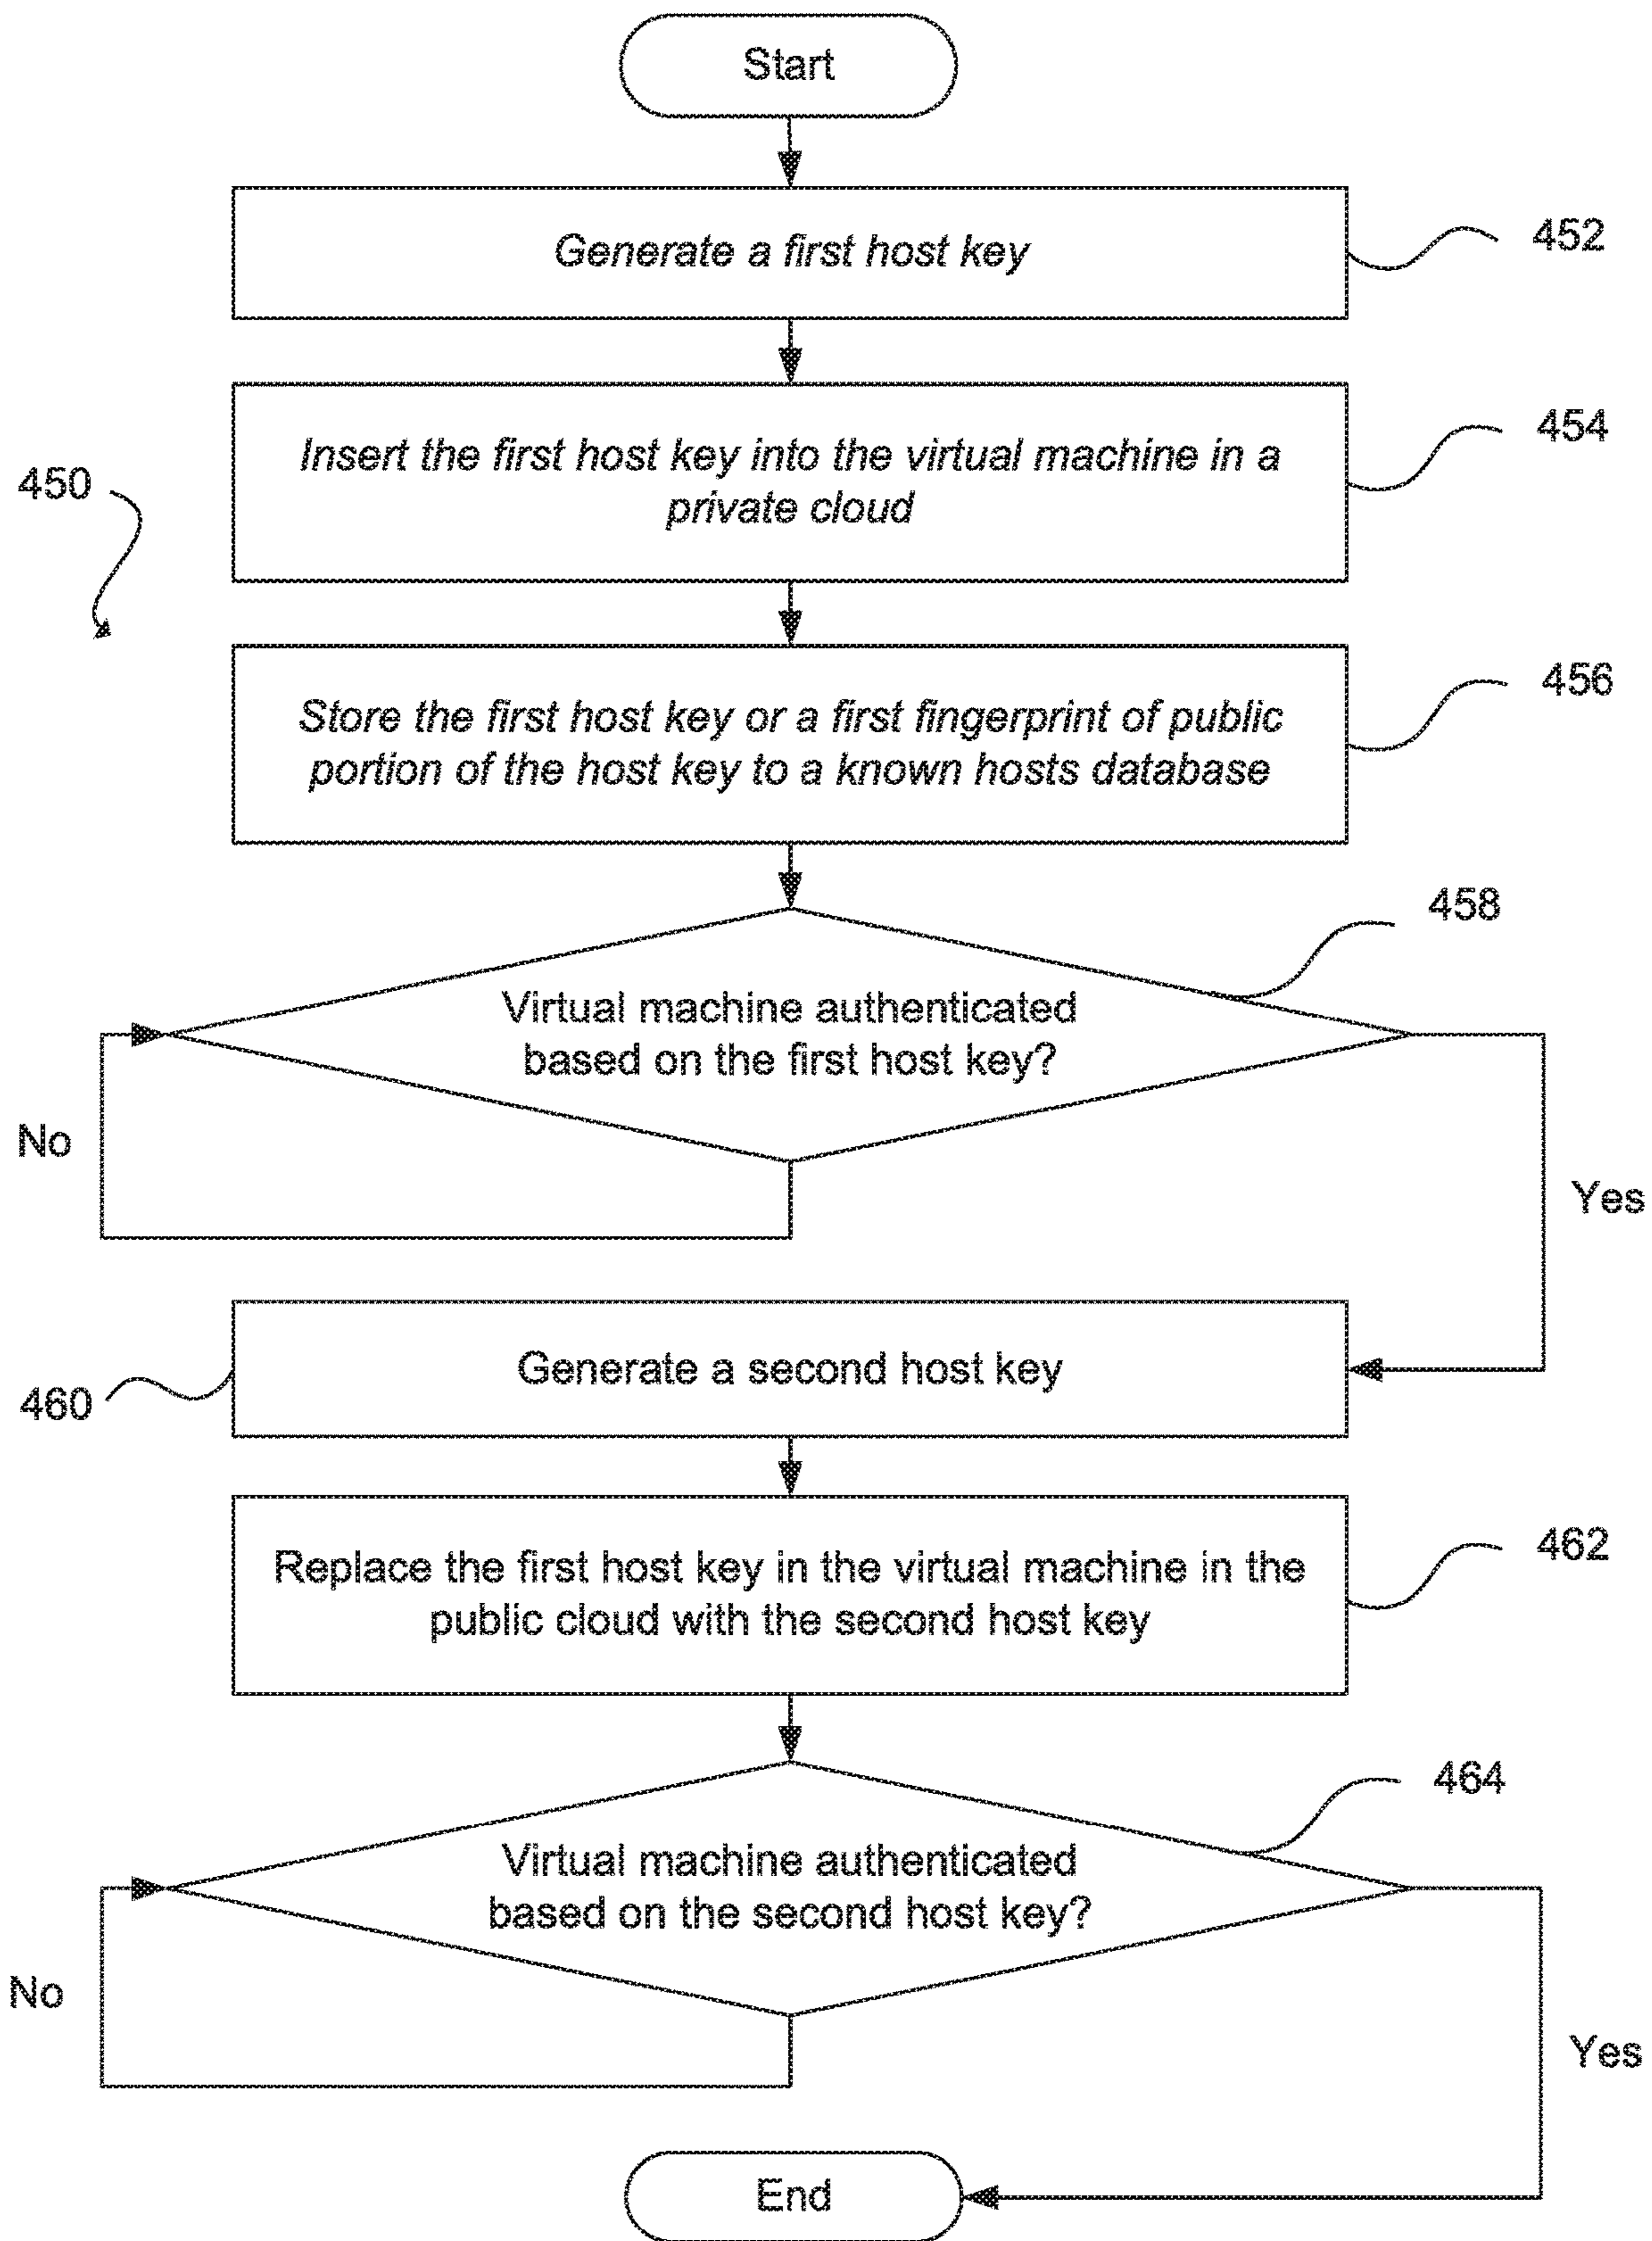 Start
Generate a first host key
452
Insert the first host key into the virtual machine in a
private cloud
454
450
Store the first host key or a first fingerprint of public
portion of the host key to a known hosts database
456
458
Virtual machine authenticated
based on the first host key?
No
Yes
Generate a second host key
460
Replace the first host key in the virtual machine in the
public cloud with the second host key
462
464
Virtual machine authenticated
based on the second host key?
No
Yes
End